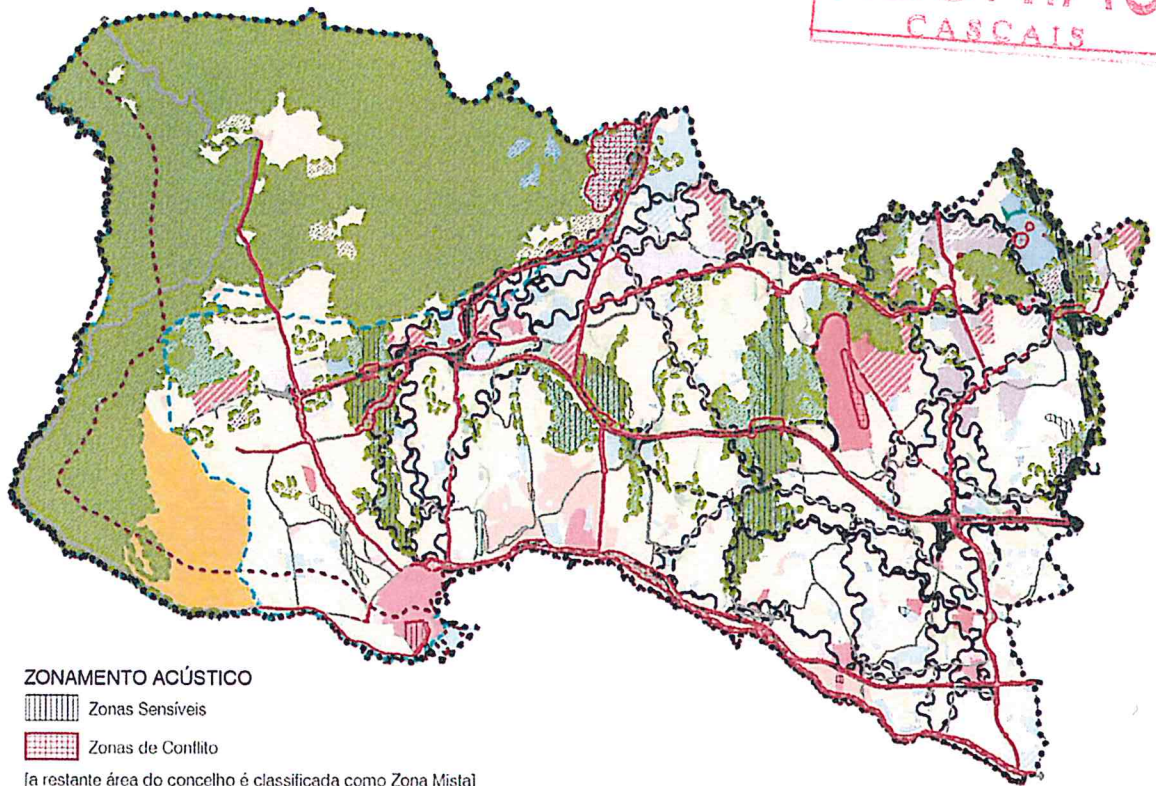 CASCAIS
ZONAMENTO ACÚSTICO
Zonas Sensíveis
Zonas de Conflito
[a restante área do concelho é classificada como Zona Mista]